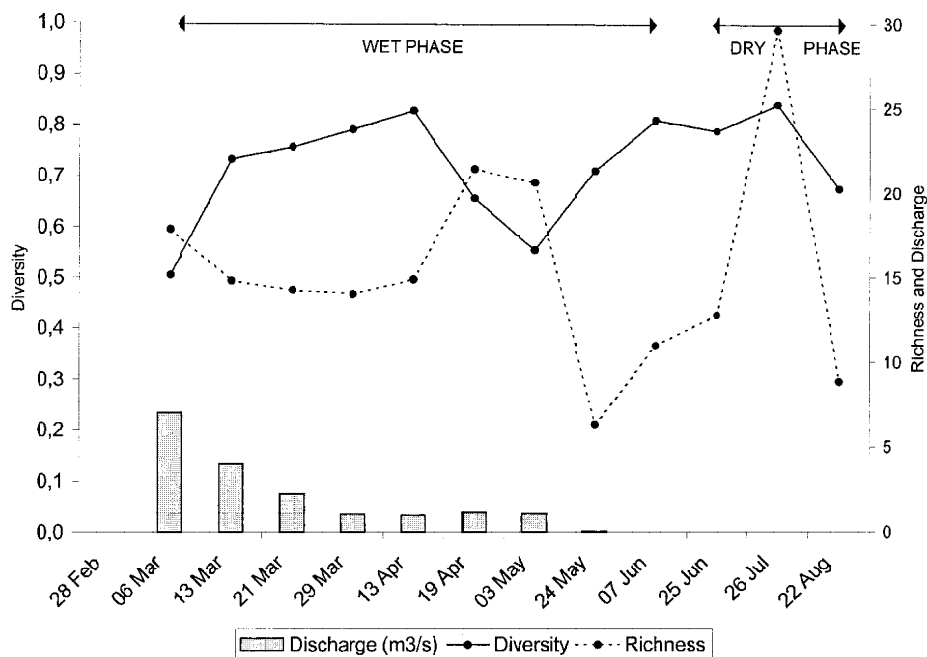 1,0
0,9
0,8
0,7
0,6
0,5
0,4
0,3
0,2
0,1
0,0
Diversity
WET PHASE
DRY PHASE
30
25
20
15
10
5
0
Richness and Discharge
28 Feb
06 Mar
13 Mar
21 Mar
29 Mar
13 Apr
19 Apr
03 May
24 May
07 Jun
25 Jun
26 Jul
22 Aug
Discharge (m3/s) Diversity Richness